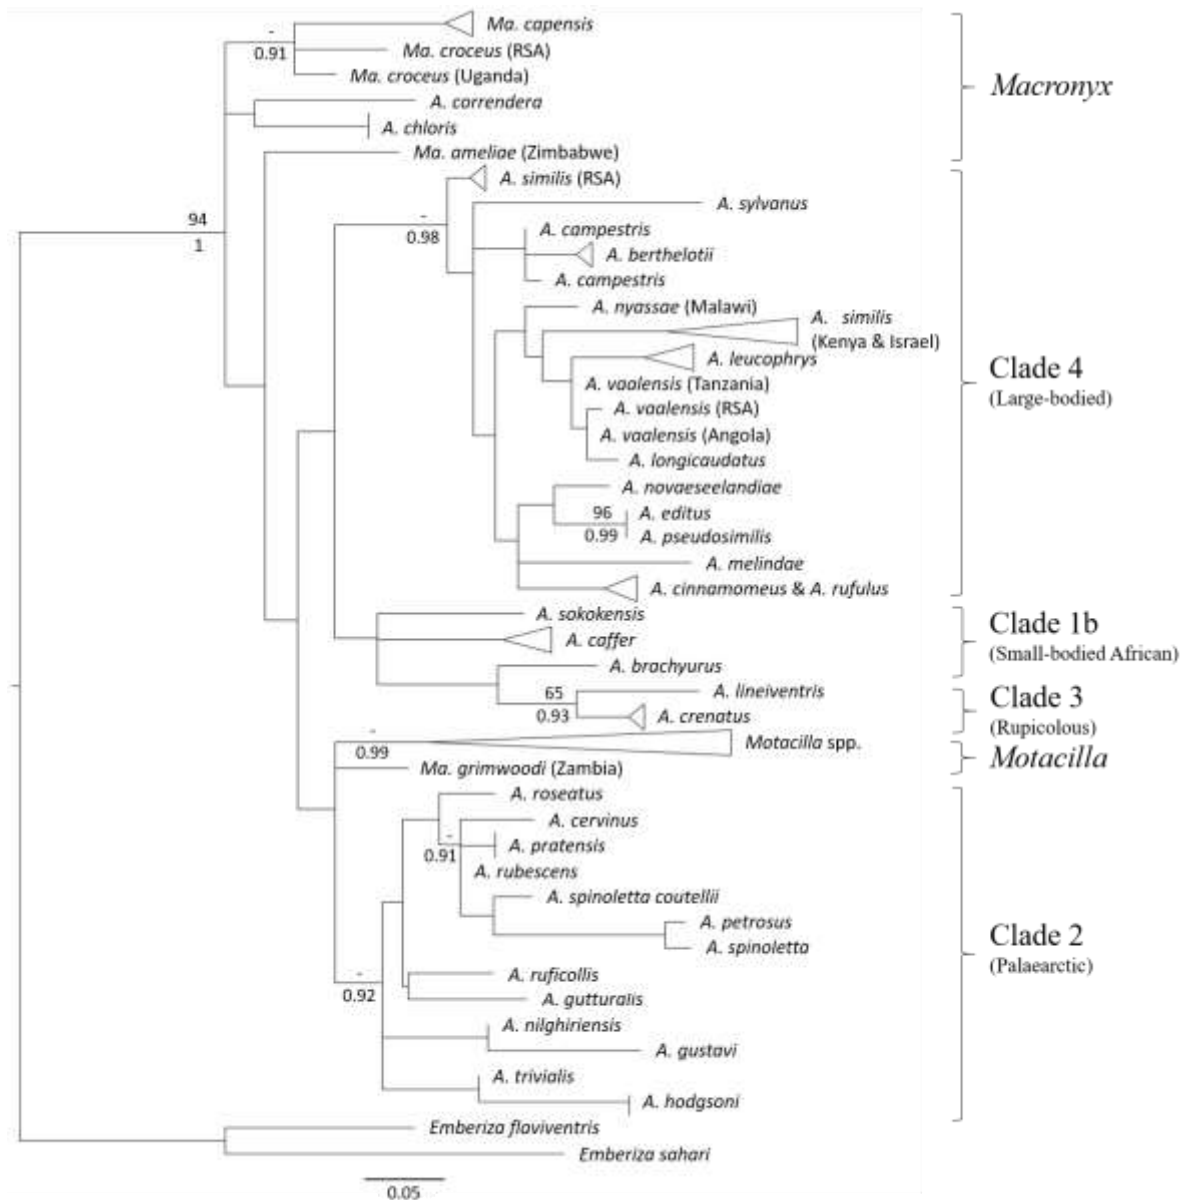 Ma. capensis
-
0.91
Ma. croceus (RSA)
Ma. croceus (Uganda)
Macronyx
A. correndera
A. chloris
Ma. ameliae (Zimbabwe)
A. similis (RSA)
94
1
-
0.98
A. sylvanus
A. campestris
A. berthelotii
A. campestris
A. nyassae (Malawi)
A. similis
(Kenya & Israel)
A. leucophrys
Clade 4
(Large-bodied)
A. vaalensis (Tanzania)
A. vaalensis (RSA)
A. vaalensis (Angola)
A. longicaudatus
A. novaeseelandiae
96
0.99
A. editus
A. pseudosimilis
A. melindae
A. cinnamomeus & A. rufulus
A. sokokensis
Clade 1b
(Small-bodied African)
A. caffer
A. brachyurus
65
0.93
A. lineiventris
Clade 3
(Rupicolous)
A. crenatus
-
0.99
Motacilla spp.
Motacilla
Ma. grimwoodi (Zambia)
A. roseatus
A. cervinus
-
0.91
A. pratensis
A. rubescens
A. spinoletta coutellii
A. petrosus
Clade 2
(Palaearctic)
A. spinoletta
-
0.92
A. ruficollis
A. gutturalis
A. nilghiriensis
A. gustavi
A. trivialis
A. hodgsoni
Emberiza flaviventris
Emberiza sahari
0.05